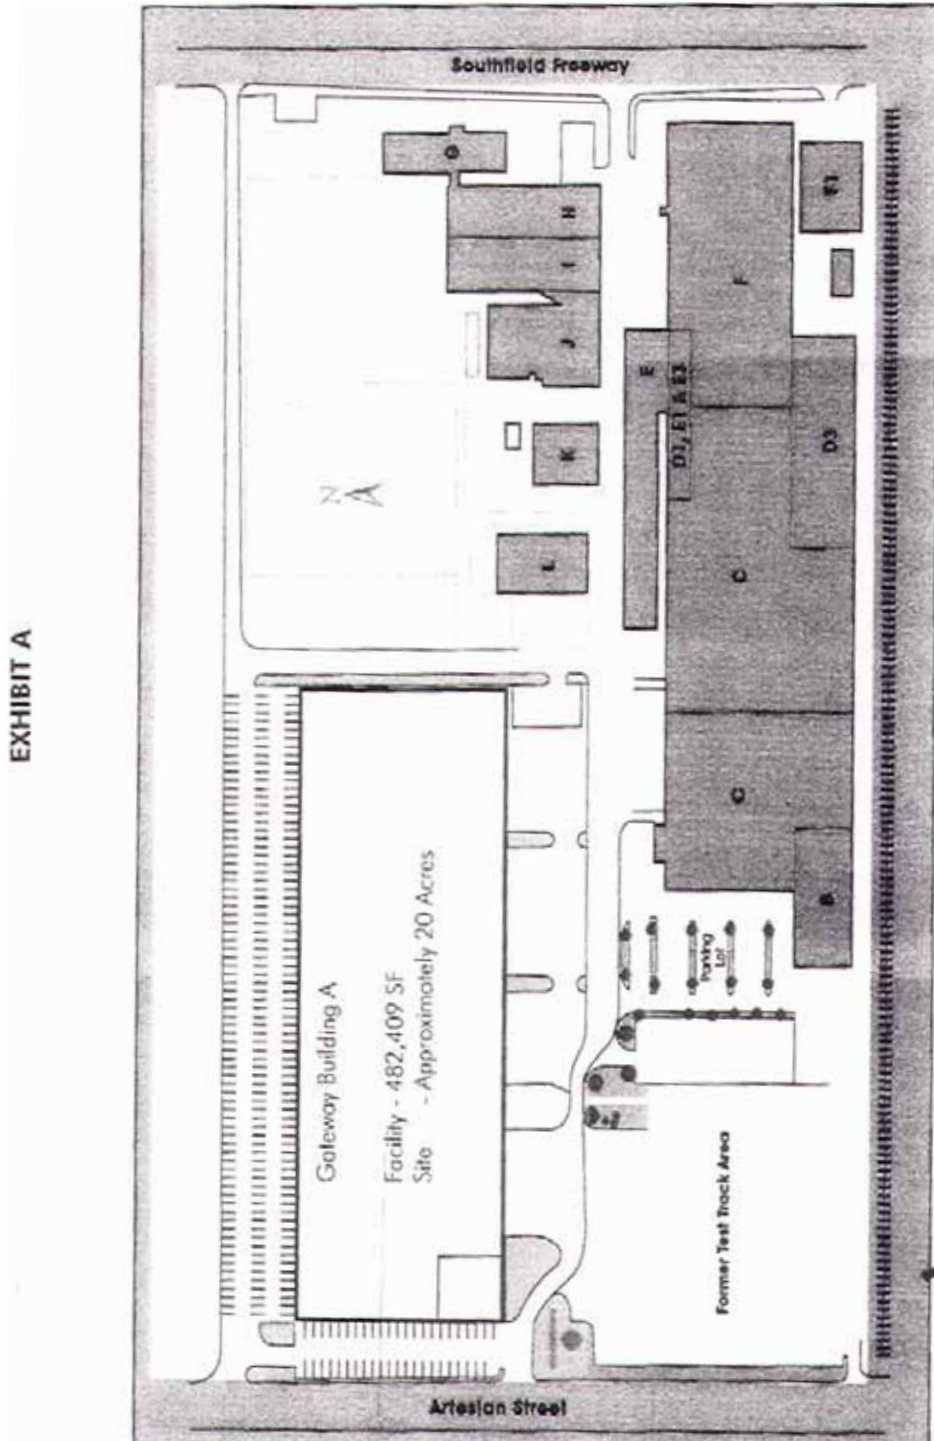 EXHIBIT A
Southfield Freeway
G
H
I
J
K
L
N
F1
F
E
D1, E1 & E3
D3
C
C
B
Parking
Lot
Gateway Building A
Facility - 482,409 SF
Site - Approximately 20 Acres
Former Test Track Area
Artesian Street